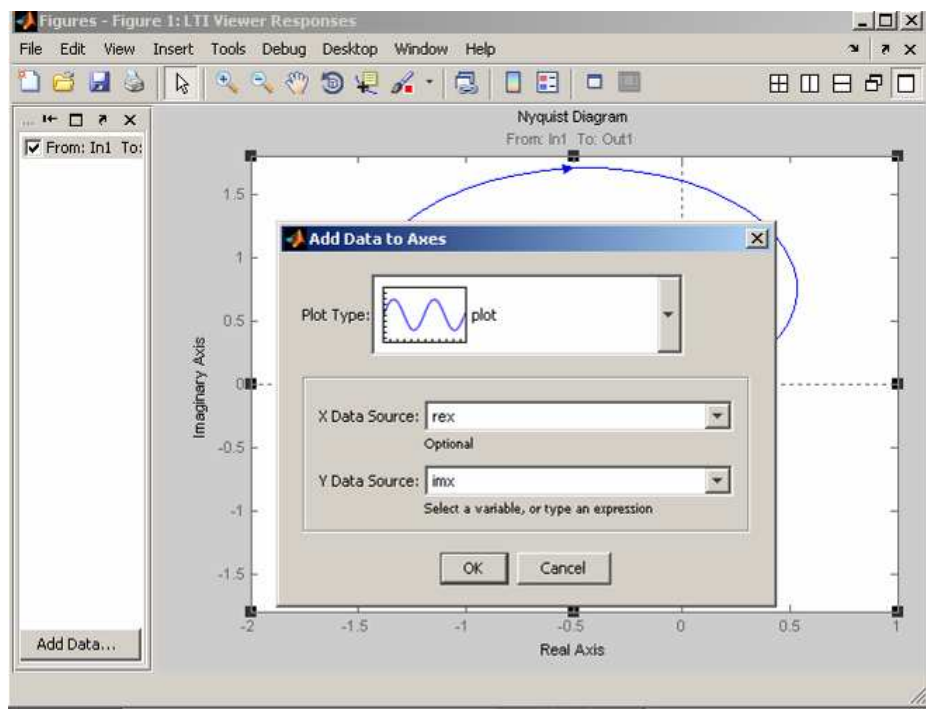 Figures - Figure 1: LTI Viewer Responses
File Edit View Insert Tools Debug Desktop Window Help
...
From: In1 To:
Nyquist Diagram
From: In1 To: Out1
1.5
1
0.5
0
-0.5
-1
-1.5
Imaginary Axis
Add Data to Axes
Plot Type: plot
X Data Source: rex
Optional
Y Data Source: imx
Select a variable, or type an expression
OK Cancel
-2 -1.5 -1 -0.5 0 0.5 1
Real Axis
Add Data...